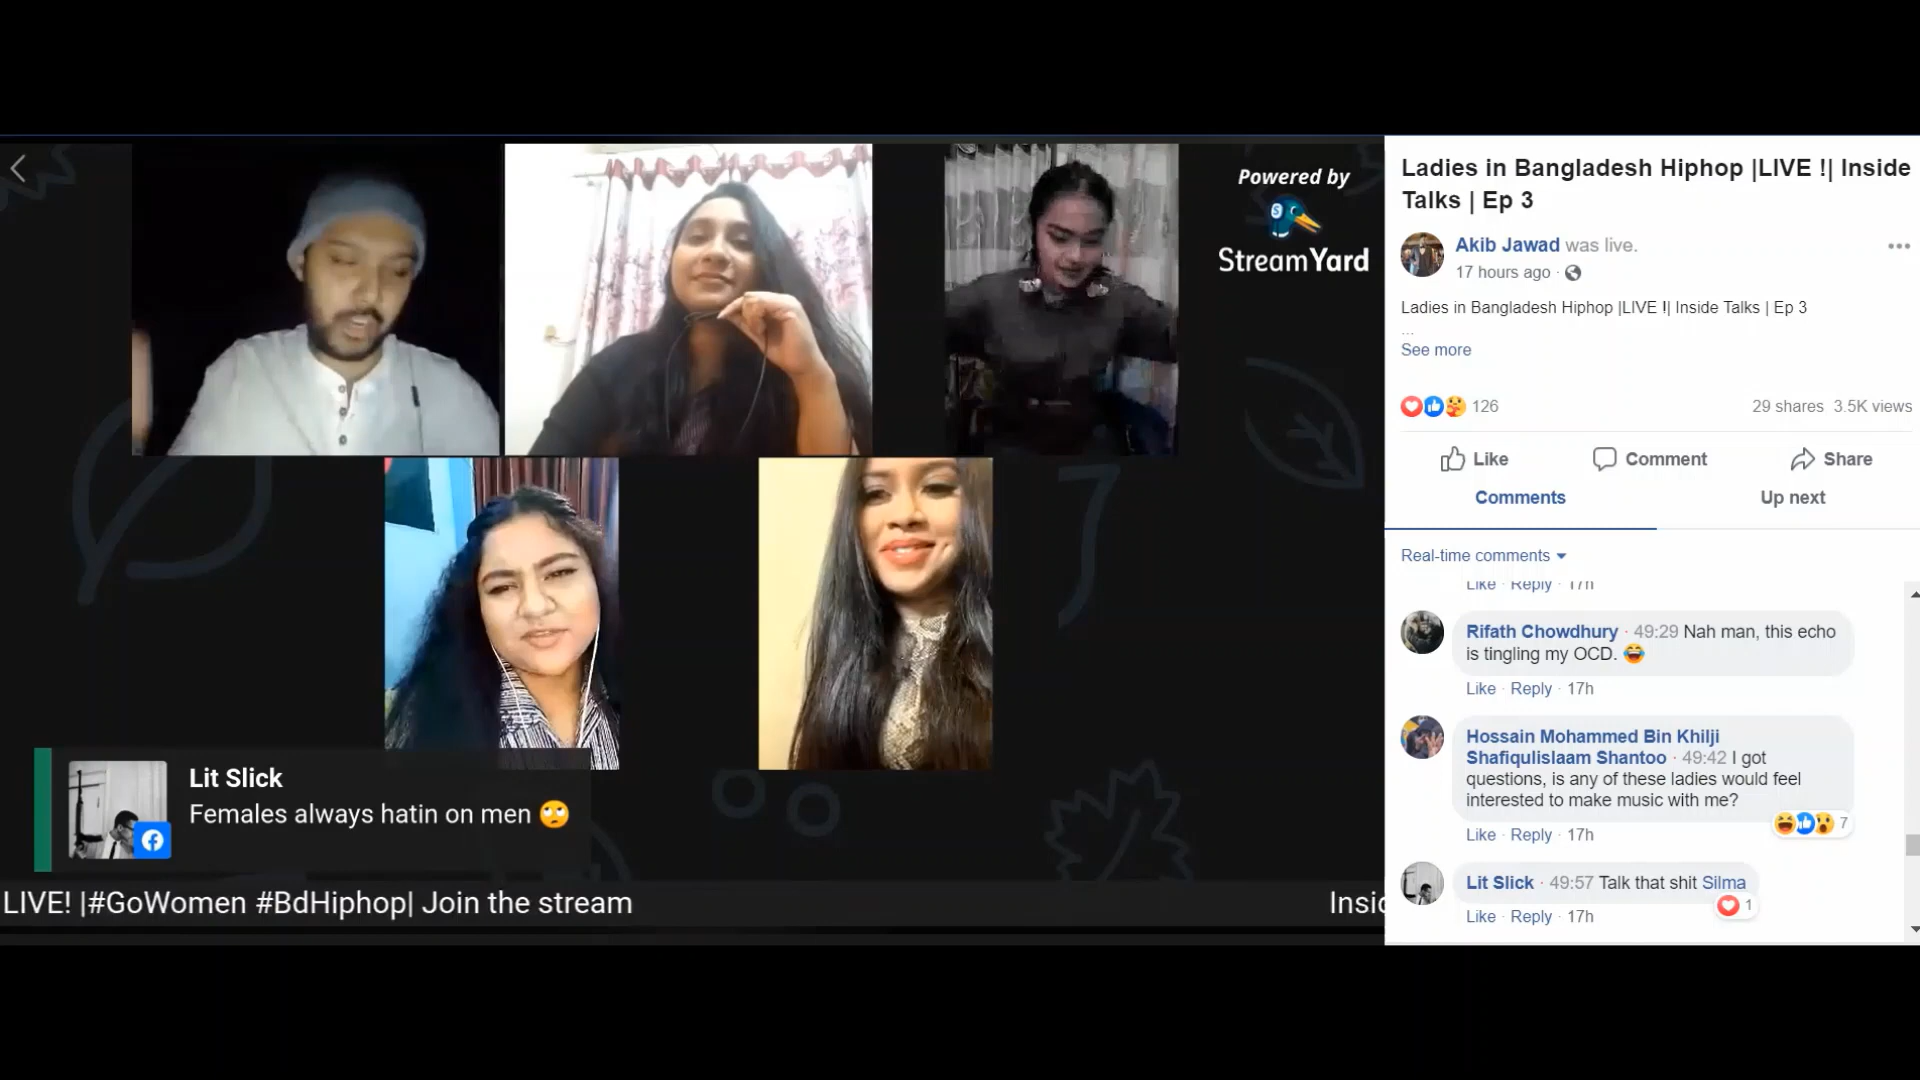 Powered by
StreamYard
Lit Slick
Females always hatin on men 🙄
LIVE! |#GoWomen #BdHiphop| Join the stream
Insid
Ladies in Bangladesh Hiphop |LIVE !| Inside
Talks | Ep 3
Akib Jawad was live.
17 hours ago ·
Ladies in Bangladesh Hiphop |LIVE !| Inside Talks | Ep 3
...
See more
126
29 shares 3.5K views
Like
Comment
Share
Comments
Up next
Real-time comments
Like · Reply · 17h
Rifath Chowdhury · 49:29 Nah man, this echo
is tingling my OCD. 😂
Like · Reply · 17h
Hossain Mohammed Bin Khilji
Shafiqulislaam Shantoo · 49:42 I got
questions, is any of these ladies would feel
interested to make music with me?
7
Like · Reply · 17h
Lit Slick · 49:57 Talk that shit Silma
1
Like · Reply · 17h